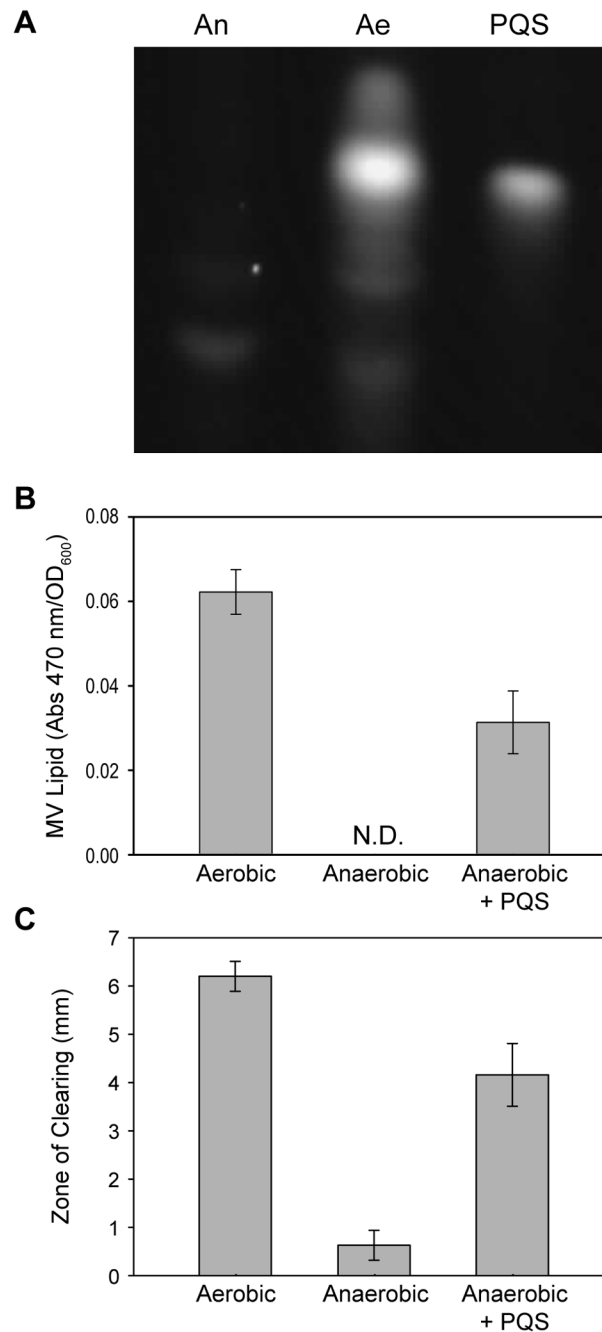 A
An Ae PQS
B
MV Lipid (Abs 470 nm/OD600)
0.08
0.06
0.04
0.02
0.00
N.D.
Aerobic Anaerobic Anaerobic
+ PQS
C
Zone of Clearing (mm)
7
6
5
4
3
2
1
0
Aerobic Anaerobic Anaerobic
+ PQS